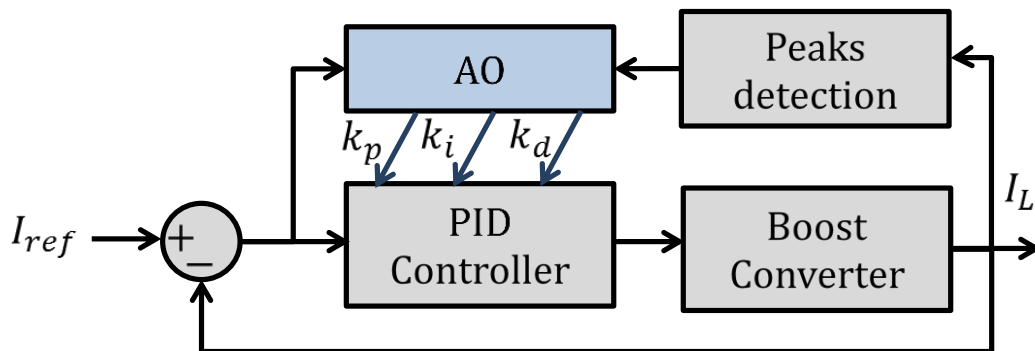 AO
Peaks
detection
k_p
k_i
k_d
I_ref
+
−
PID
Controller
Boost
Converter
I_L